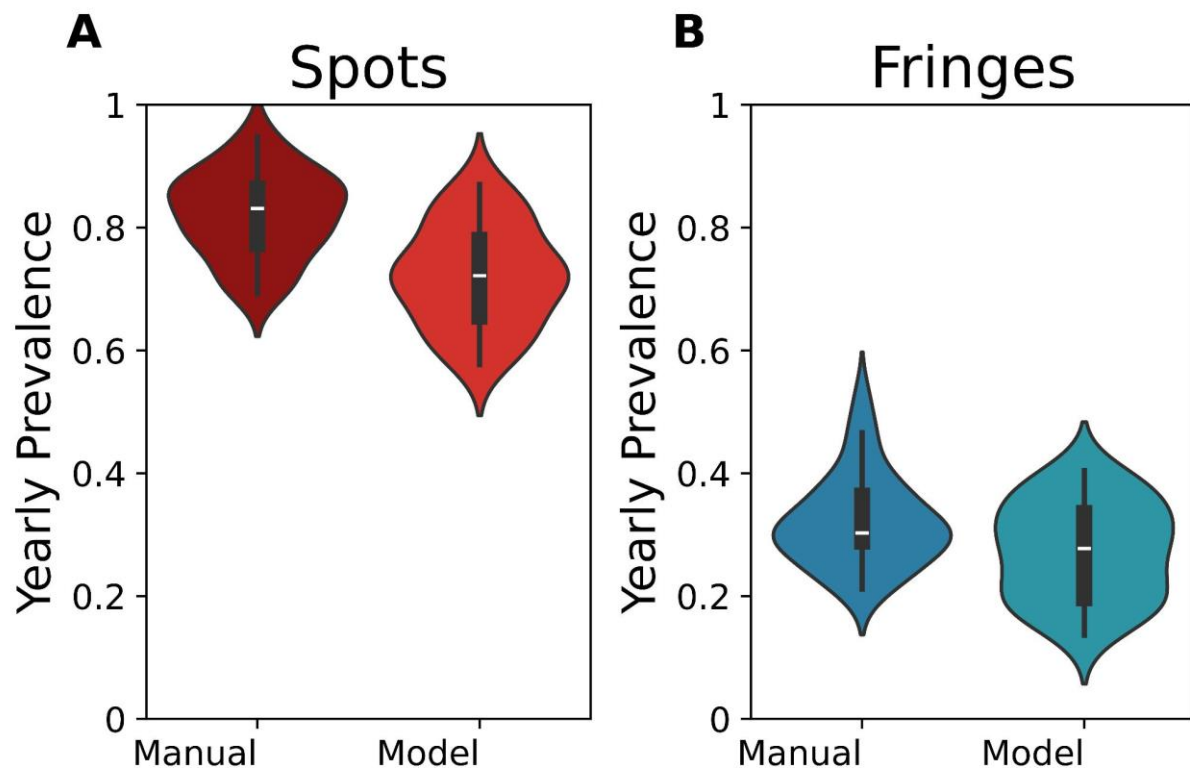 A
Spots
Yearly Prevalence
1
0.8
0.6
0.4
0.2
0
Manual
Model
B
Fringes
Yearly Prevalence
1
0.8
0.6
0.4
0.2
0
Manual
Model